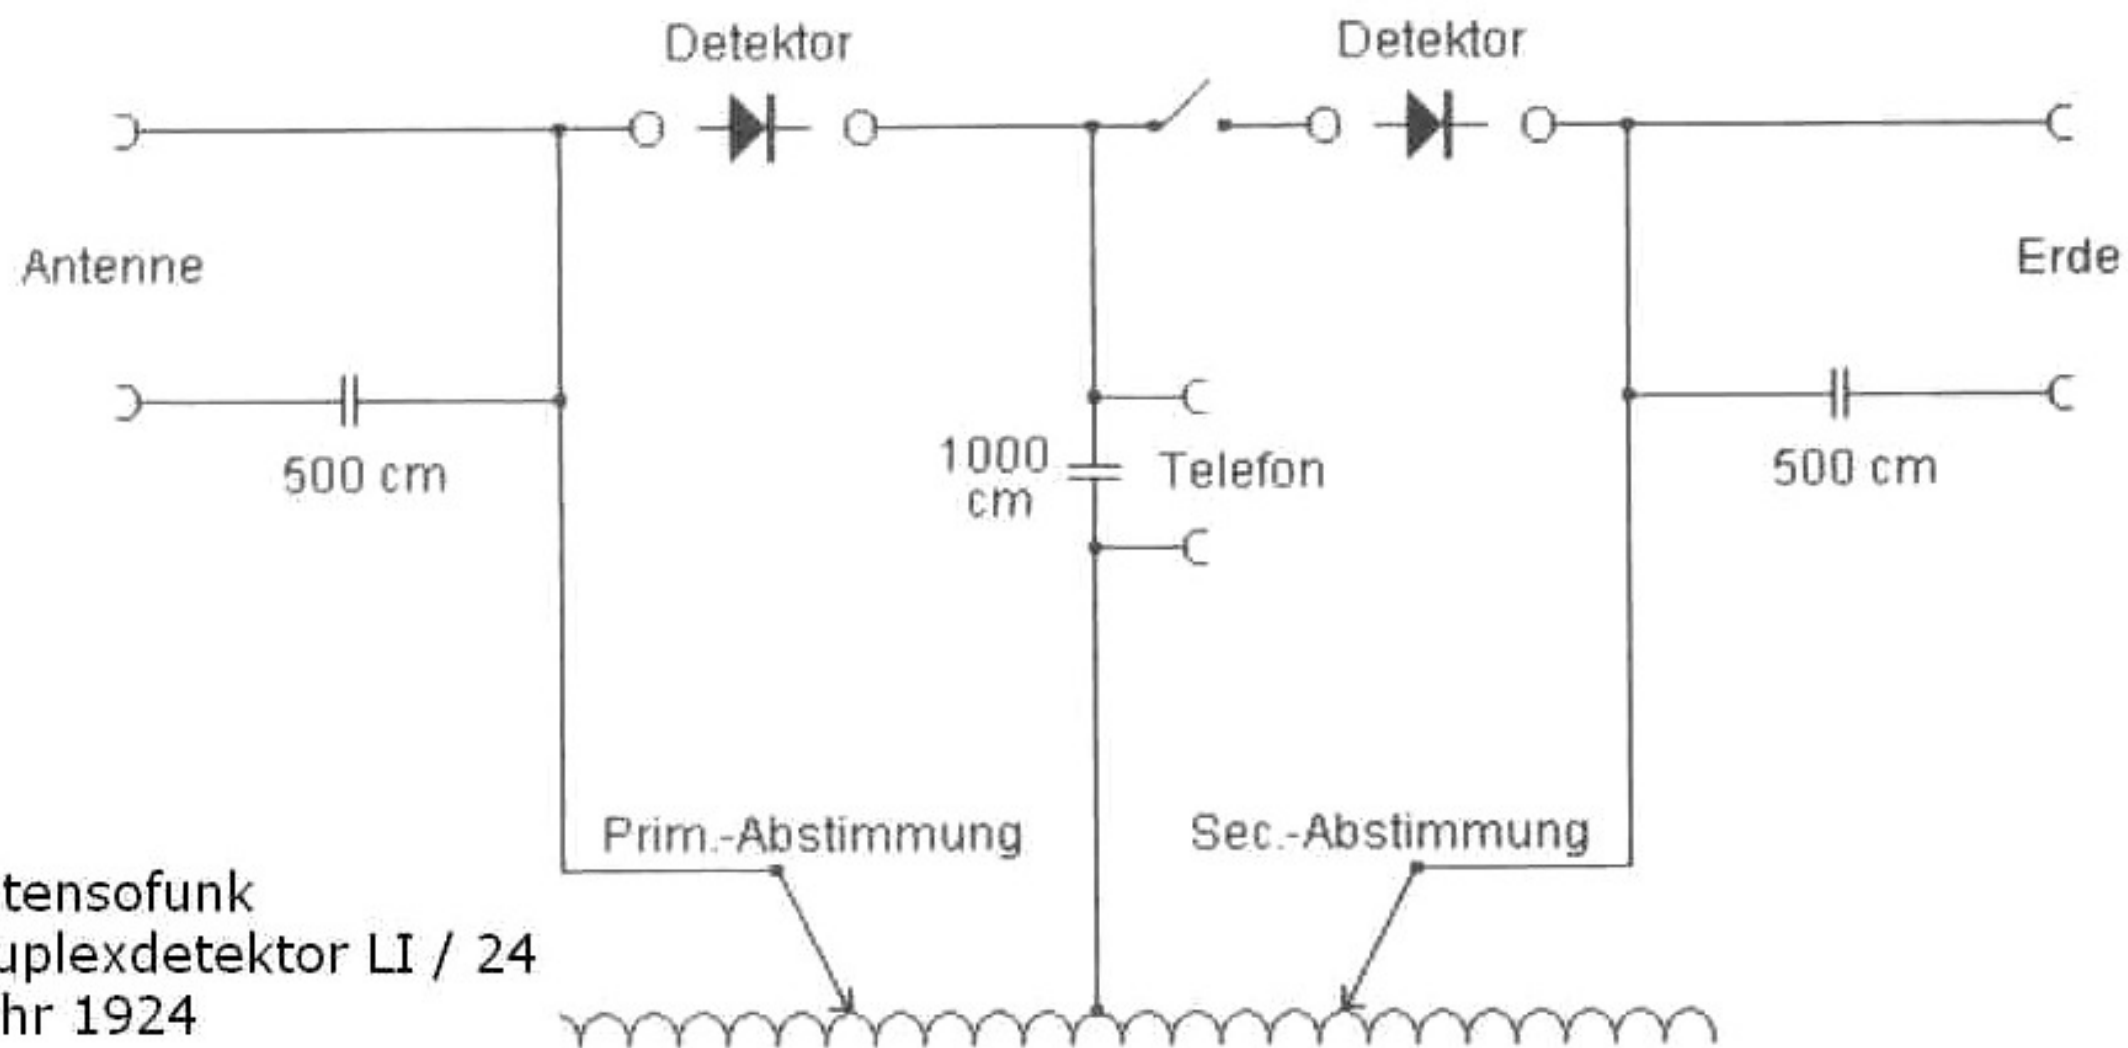 Detektor
Detektor
Antenne
Erde
500 cm
1000
cm
Telefon
500 cm
Prim.-Abstimmung
Sec.-Abstimmung
tensofunk
uplexdetektor LI / 24
hr 1924